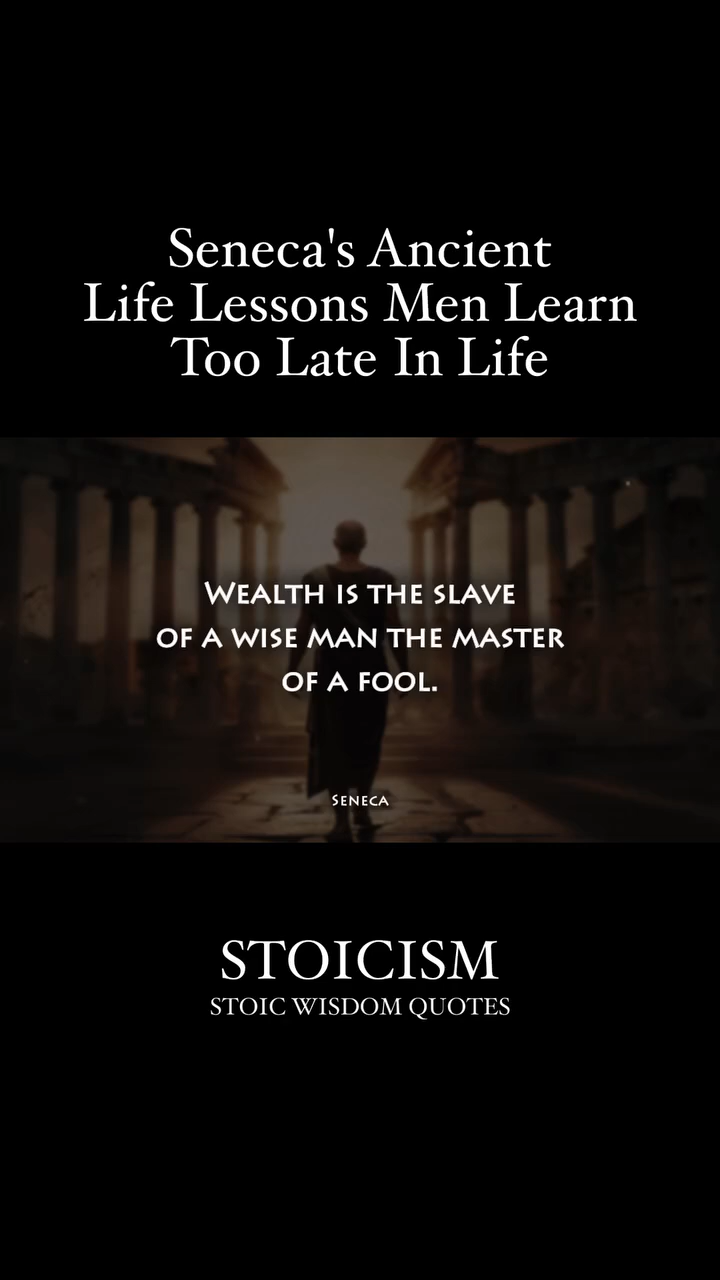 Seneca's Ancient
Life Lessons Men Learn
Too Late In Life
WEALTH IS THE SLAVE
OF A WISE MAN THE MASTER
OF A FOOL.
SENECA
STOICISM
STOIC WISDOM QUOTES